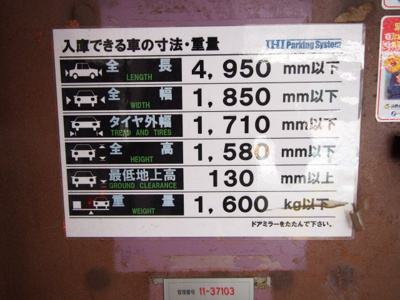 入庫できる車の寸法・重量 IHI Parking System
全長 LENGTH 4,950 mm以下
全幅 WIDTH 1,850 mm以下
タイヤ外幅 TREAD AND TIRES 1,710 mm以下
全高 HEIGHT 1,580 mm以下
最低地上高 GROUND CLEARANCE 130 mm以上
重量 WEIGHT 1,600 kg以下
ドアミラーをたたんで下さい。
管理番号 11-37103